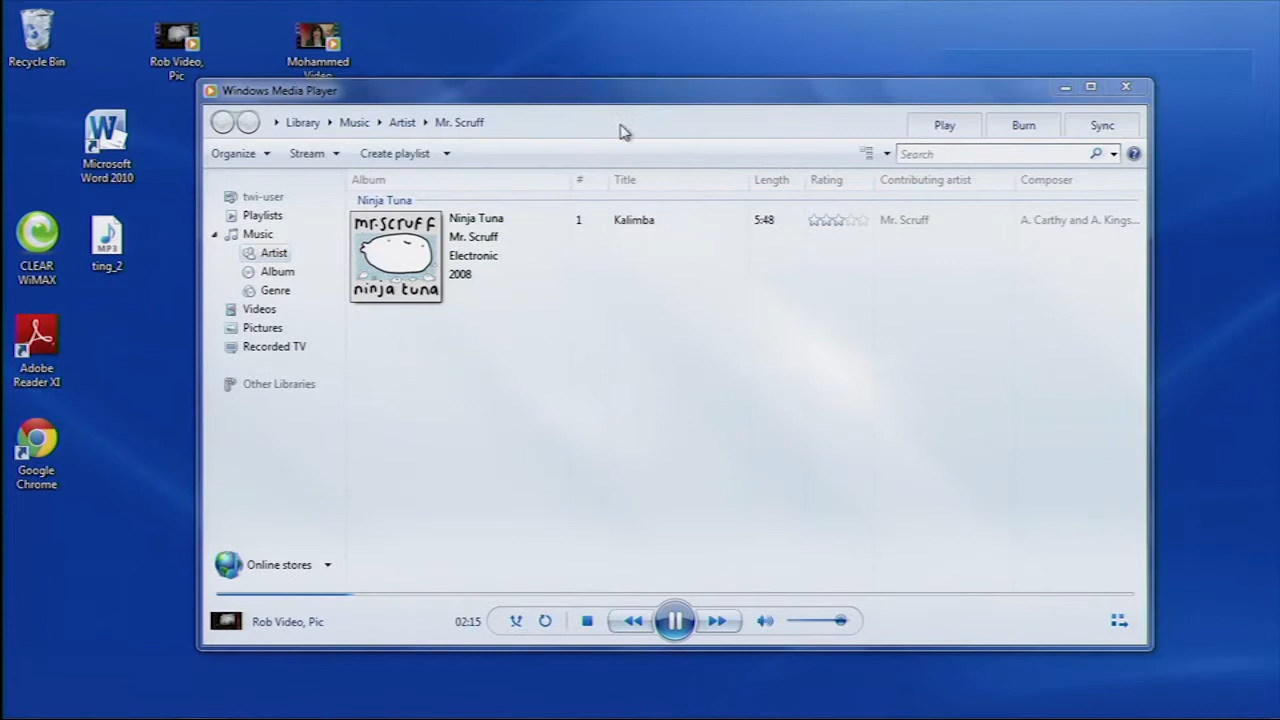 Recycle Bin
Rob Video,
Pic
Mohammed
Video,
Microsoft
Word 2010
CLEAR
WiMAX
MP3
ting_2
Adobe
Reader XI
Google
Chrome
Windows Media Player
Library Music Artist Mr. Scruff
Play Burn Sync
Organize Stream Create playlist Search
Album # Title Length Rating Contributing artist Composer
twi-user
Playlists
Music
Artist
Album
Genre
Videos
Pictures
Recorded TV
Other Libraries
Ninja Tuna
mr.scruff
ninja tuna
Ninja Tuna
Mr. Scruff
Electronic
2008
1 Kalimba 5:48 Mr. Scruff A. Carthy and A. Kings...
Online stores
Rob Video, Pic 02:15